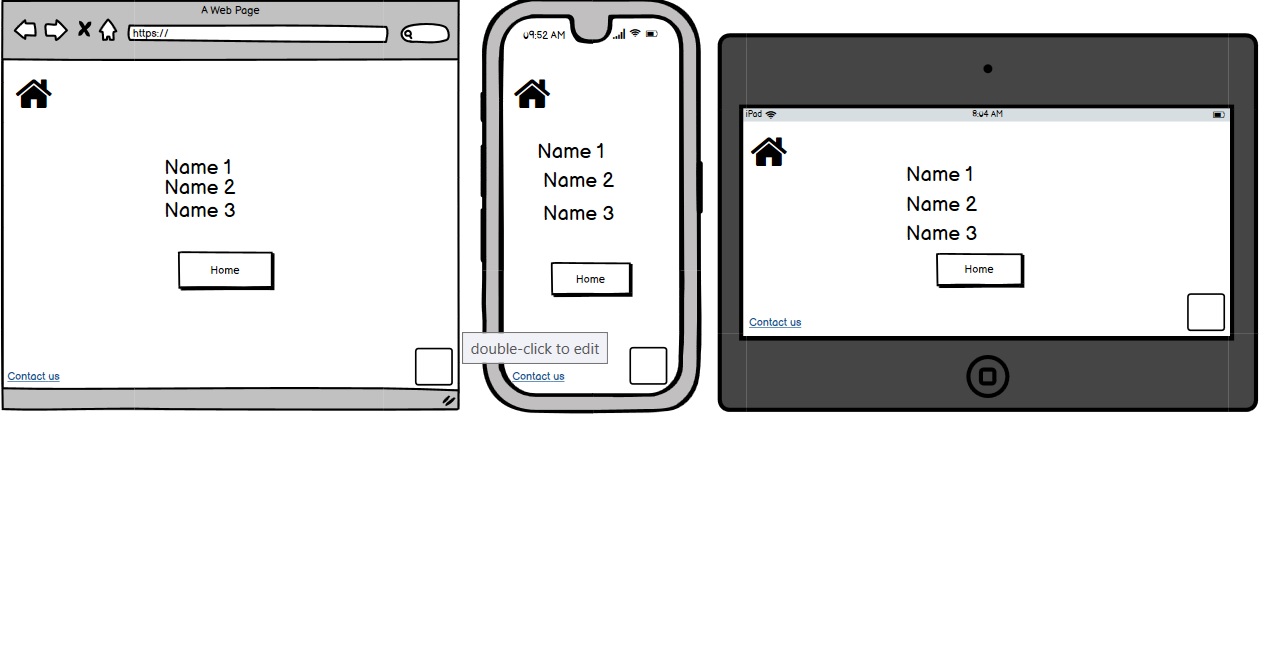 A Web Page
https://
Name 1
Name 2
Name 3
Home
Contact us
09:52 AM
Name 1
Name 2
Name 3
Home
double-click to edit
Contact us
iPad
8:04 AM
Name 1
Name 2
Name 3
Home
Contact us